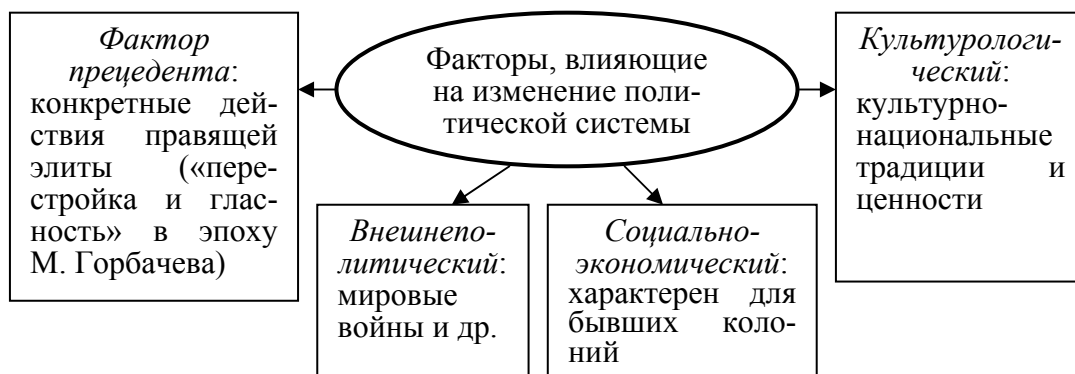 Фактор
прецедента:
конкретные дей-
ствия правящей
элиты («пере-
стройка и глас-
ность» в эпоху
М. Горбачева)
Факторы, влияющие
на изменение поли-
тической системы
Культурологи-
ческий:
культурно-
национальные
традиции и
ценности
Внешнепо-
литический:
мировые
войны и др.
Социально-
экономический:
характерен для
бывших коло-
ний